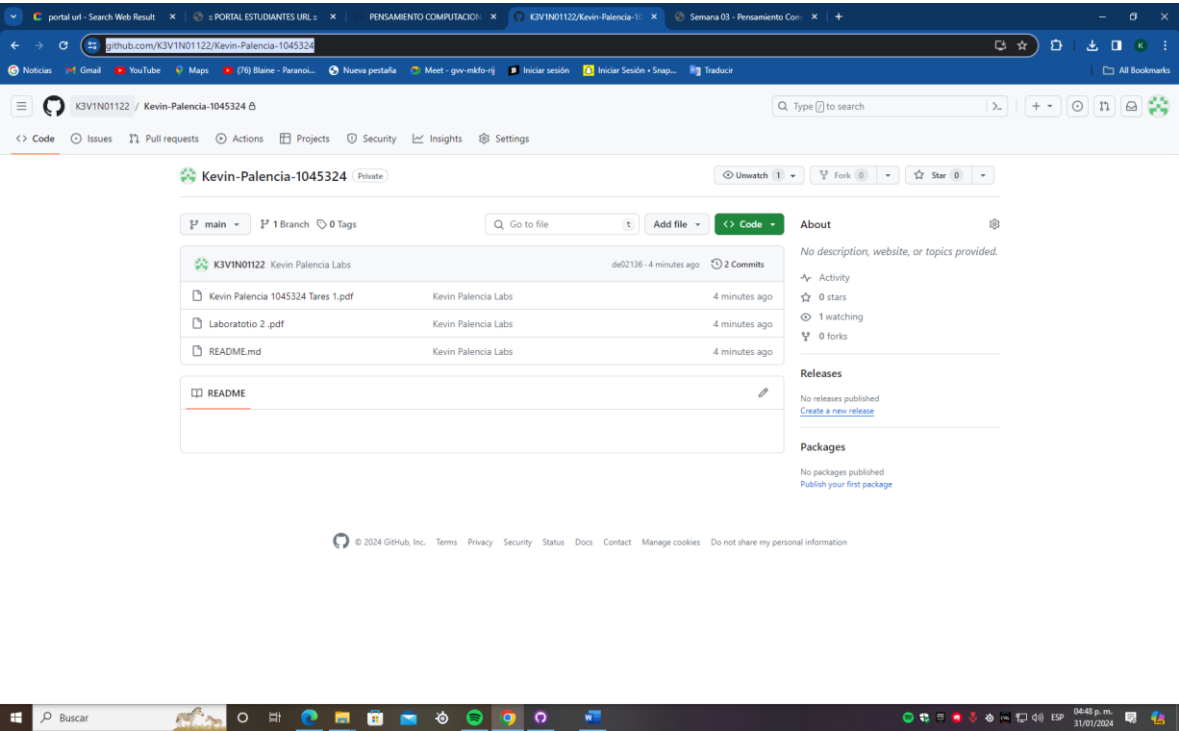 portal url - Search Web Result
:: PORTAL ESTUDIANTES URL ::
PENSAMIENTO COMPUTACION
K3V1N01122/Kevin-Palencia-10
Semana 03 - Pensamiento Com
github.com/K3V1N01122/Kevin-Palencia-1045324
K
Noticias
Gmail
YouTube
Maps
(76) Blaine - Paranoi...
Nueva pestaña
Meet - gvv-mkfo-rij
Iniciar sesión
Iniciar Sesión • Snap...
Traducir
All Bookmarks
K3V1N01122 / Kevin-Palencia-1045324
Type / to search
Code
Issues
Pull requests
Actions
Projects
Security
Insights
Settings
Kevin-Palencia-1045324 Private
Unwatch 1
Fork 0
Star 0
main
1 Branch
0 Tags
Go to file t
Add file
<> Code
About
No description, website, or topics provided.
K3V1N01122 Kevin Palencia Labs de02136 · 4 minutes ago 2 Commits
Kevin Palencia 1045324 Tares 1.pdf Kevin Palencia Labs 4 minutes ago
Laboratotio 2 .pdf Kevin Palencia Labs 4 minutes ago
README.md Kevin Palencia Labs 4 minutes ago
README
Activity
0 stars
1 watching
0 forks
Releases
No releases published
Create a new release
Packages
No packages published
Publish your first package
© 2024 GitHub, Inc. Terms Privacy Security Status Docs Contact Manage cookies Do not share my personal information
Buscar
ESP
04:48 p. m.
31/01/2024